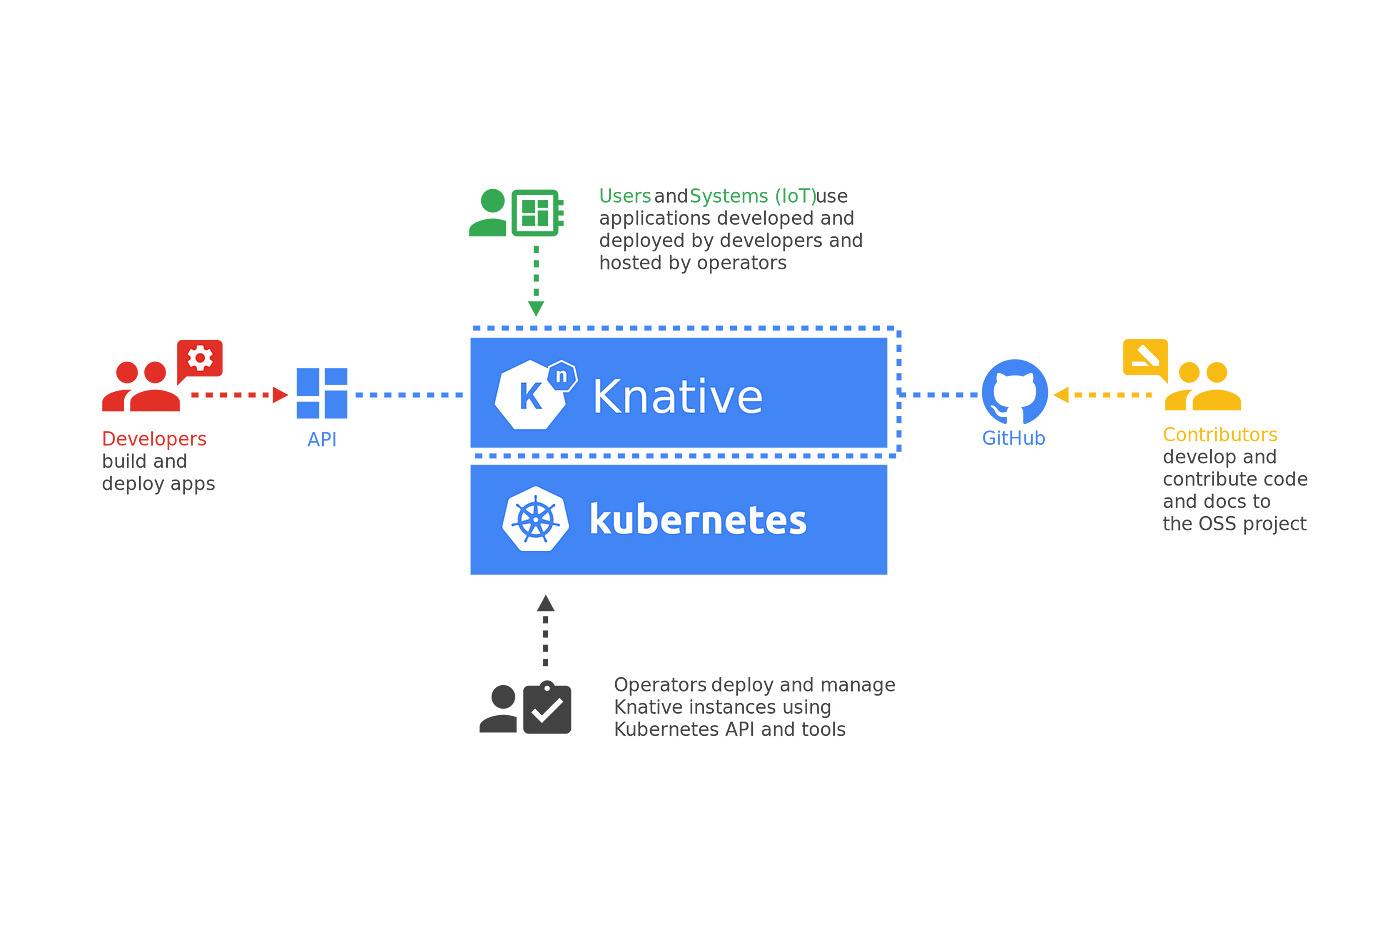 Users and Systems (IoT) use
applications developed and
deployed by developers and
hosted by operators
Developers
build and
deploy apps
API
K
n
Knative
kubernetes
GitHub
Contributors
develop and
contribute code
and docs to
the OSS project
Operators deploy and manage
Knative instances using
Kubernetes API and tools